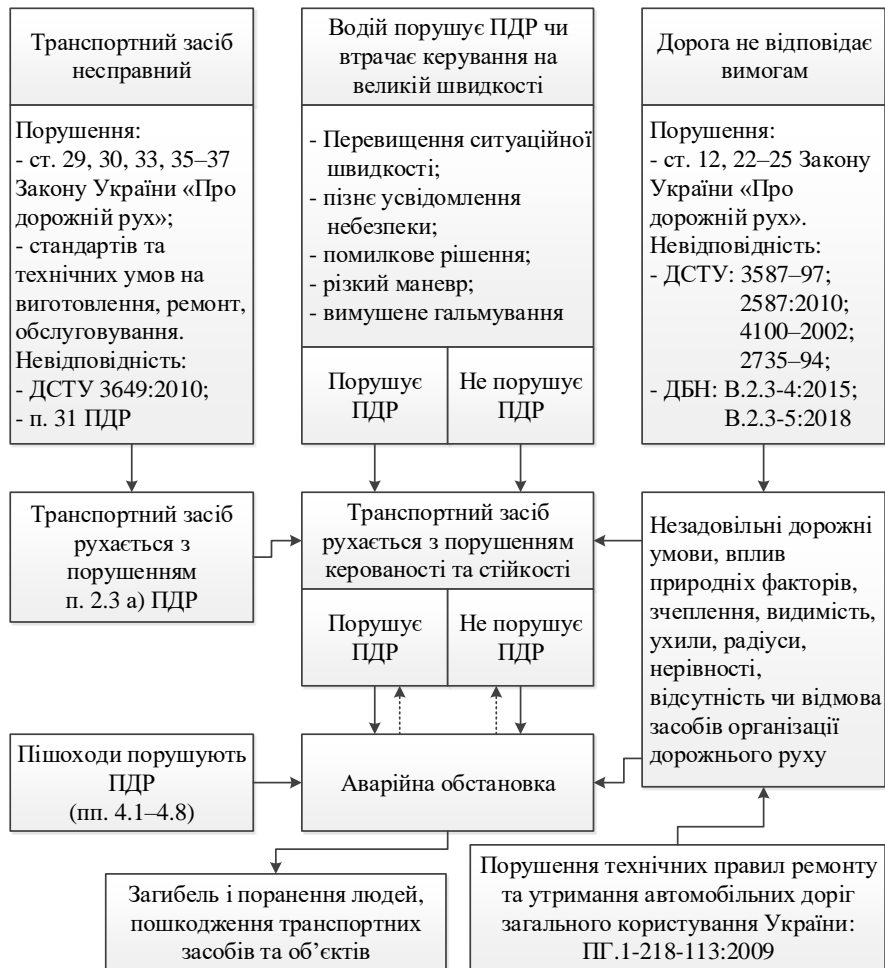 Транспортний засіб
несправний
Порушення:
- ст. 29, 30, 33, 35–37
Закону України «Про
дорожній рух»;
- стандартів та
технічних умов на
виготовлення, ремонт,
обслуговування.
Невідповідність:
- ДСТУ 3649:2010;
- п. 31 ПДР
Водій порушує ПДР чи
втрачає керування на
великій швидкості
- Перевищення ситуаційної
швидкості;
- пізнє усвідомлення
небезпеки;
- помилкове рішення;
- різкий маневр;
- вимушене гальмування
Порушує
ПДР
Не порушує
ПДР
Дорога не відповідає
вимогам
Порушення:
- ст. 12, 22–25 Закону
України «Про
дорожній рух».
Невідповідність:
- ДСТУ: 3587–97;
2587:2010;
4100–2002;
2735–94;
- ДБН: В.2.3-4:2015;
В.2.3-5:2018
Транспортний засіб
рухається з
порушенням
п. 2.3 а) ПДР
Транспортний засіб
рухається з порушенням
керованості та стійкості
Порушує
ПДР
Не порушує
ПДР
Незадовільні дорожні
умови, вплив
природніх факторів,
зчеплення, видимість,
ухили, радіуси,
нерівності,
відсутність чи відмова
засобів організації
дорожнього руху
Пішоходи порушують
ПДР
(пп. 4.1–4.8)
Аварійна обстановка
Загибель і поранення людей,
пошкодження транспортних
засобів та об’єктів
Порушення технічних правил ремонту
та утримання автомобільних доріг
загального користування України:
ПГ.1-218-113:2009